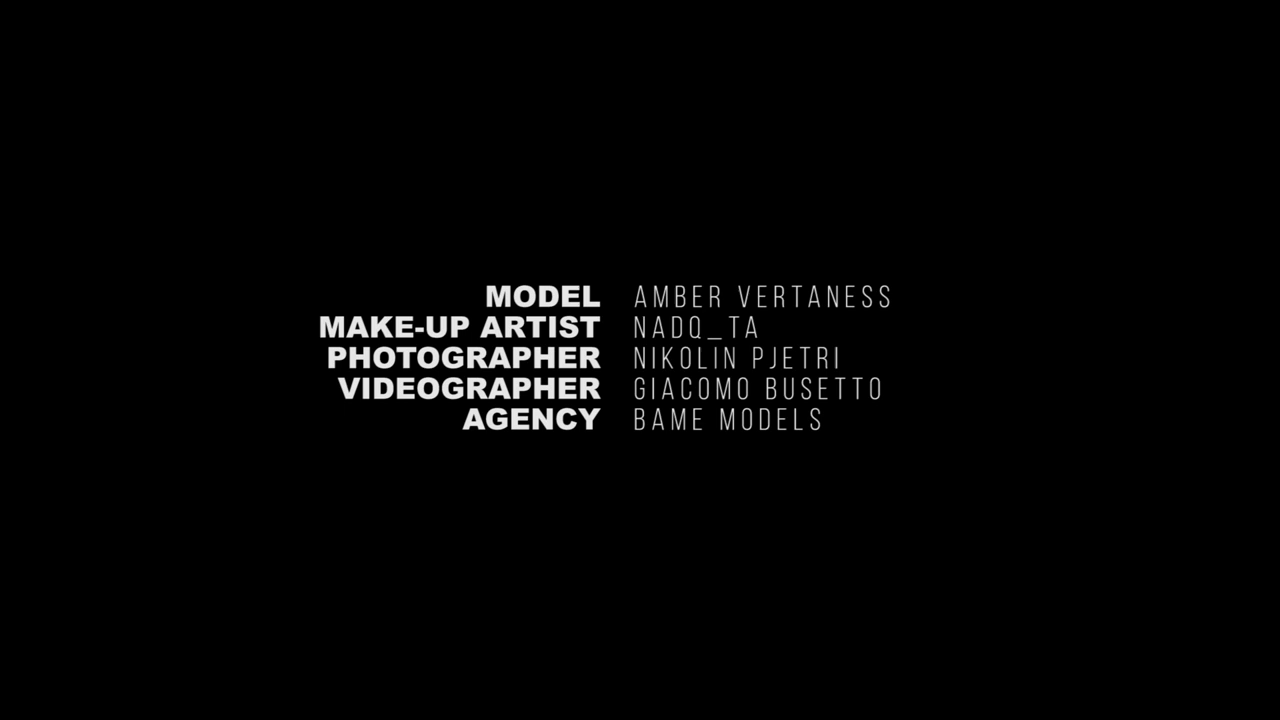 MODEL AMBER VERTANESS
MAKE-UP ARTIST NADQ_TA
PHOTOGRAPHER NIKOLIN PJETRI
VIDEOGRAPHER GIACOMO BUSETTO
AGENCY BAME MODELS